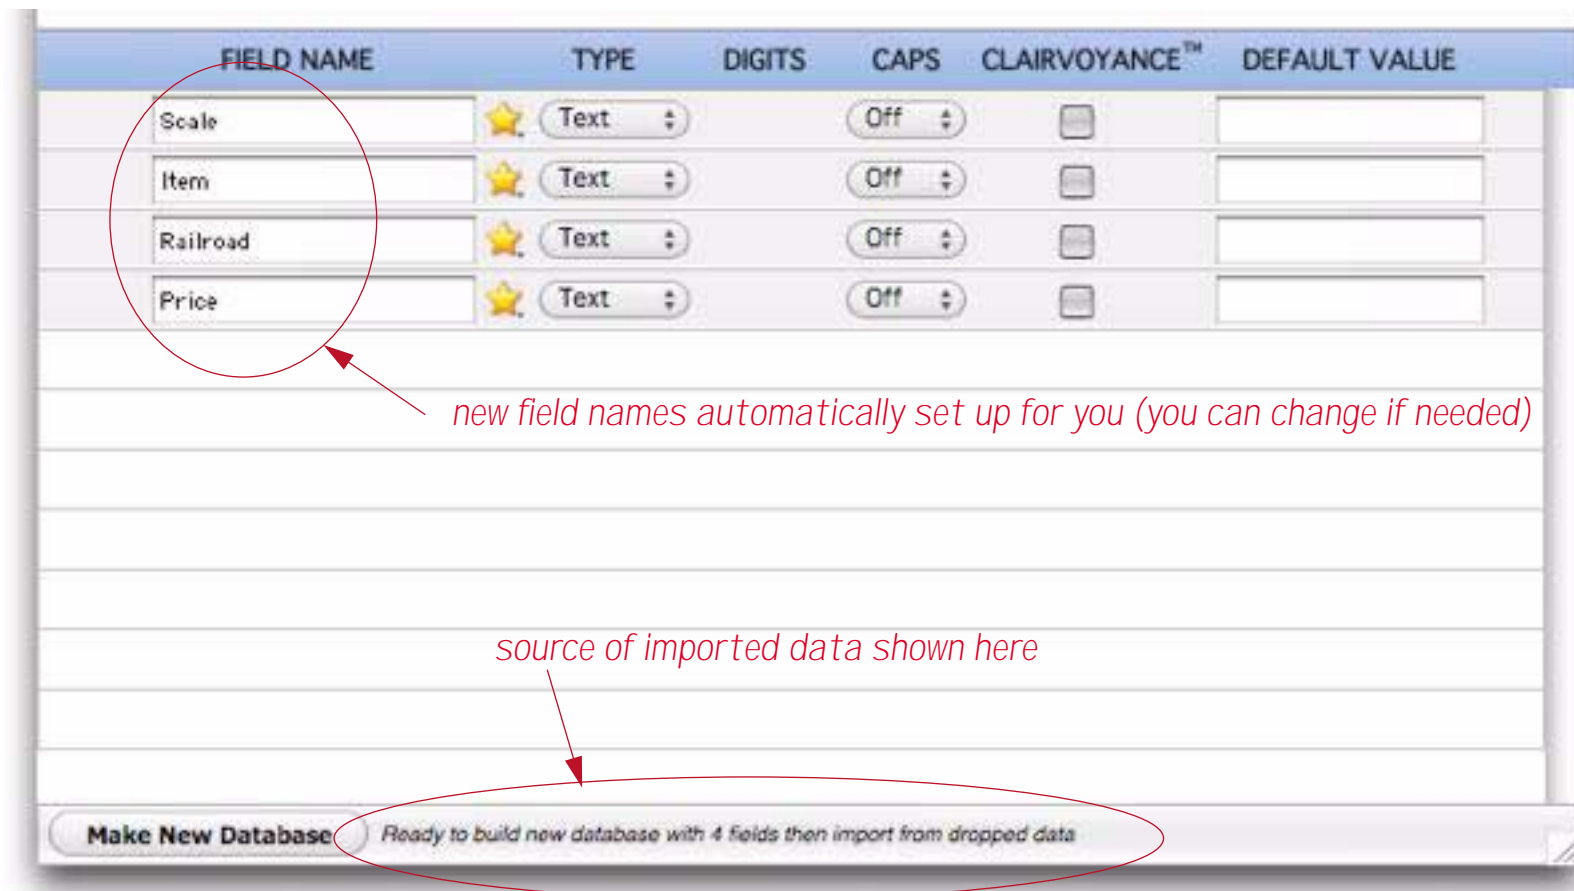 FIELD NAME TYPE DIGITS CAPS CLAIRVOYANCE™ DEFAULT VALUE
Scale Text Off
Item Text Off
Railroad Text Off
Price Text Off
new field names automatically set up for you (you can change if needed)
source of imported data shown here
Make New Database Ready to build new database with 4 fields then import from dropped data